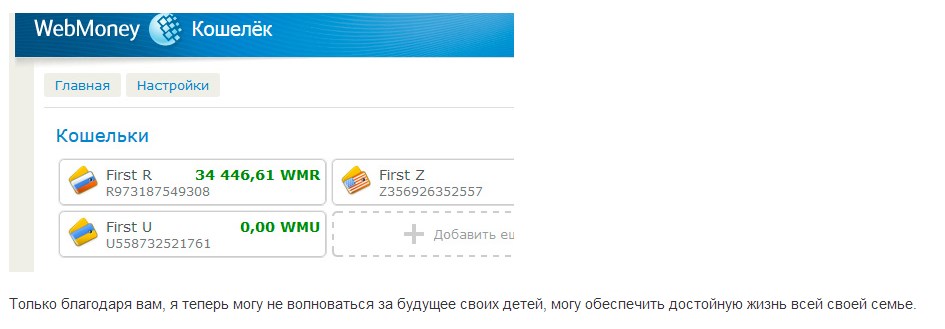 WebMoney Кошелёк
Главная Настройки
Кошельки
First R 34 446,61 WMR First Z
R973187549308 Z356926352557
First U 0,00 WMU
U558732521761 Добавить ещ
Только благодаря вам, я теперь могу не волноваться за будущее своих детей, могу обеспечить достойную жизнь всей своей семье.